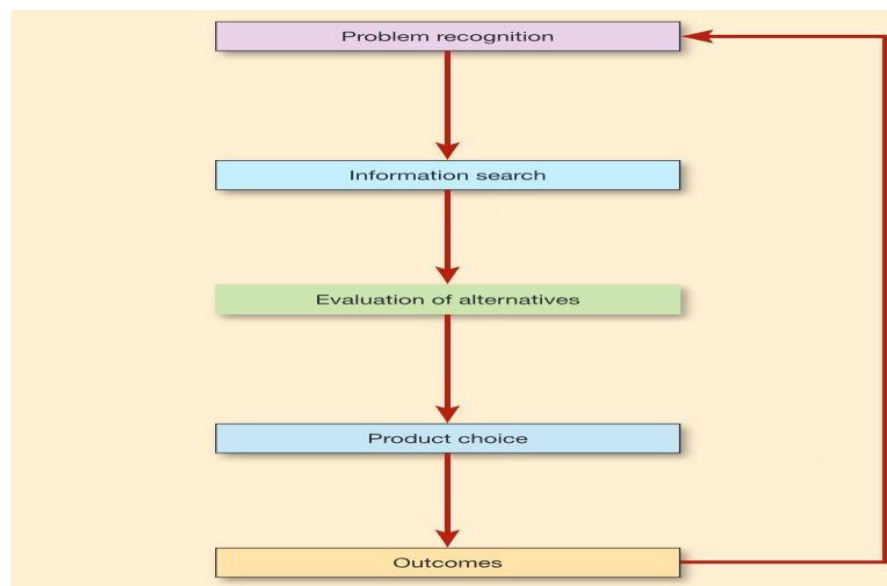 Problem recognition
Information search
Evaluation of alternatives
Product choice
Outcomes